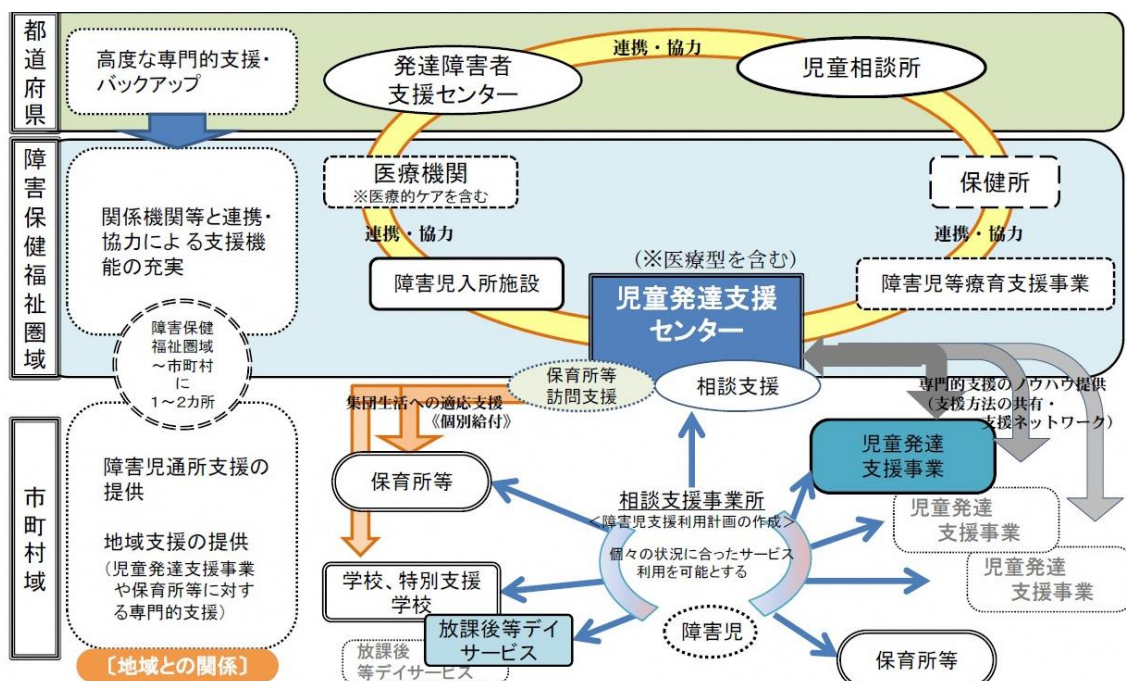 都道府県
高度な専門的支援・
バックアップ
発達障害者
支援センター
連携・協力
児童相談所
障害保健福祉圏域
関係機関等と連携・
協力による支援機
能の充実
医療機関
※医療的ケアを含む
保健所
連携・協力
連携・協力
障害児入所施設
（※医療型を含む）
児童発達支援
センター
障害児等療育支援事業
障害保健
福祉圏域
～市町村
に
１～２カ所
保育所等
訪問支援
相談支援
集団生活への適応支援
《個別給付》
専門的支援のノウハウ提供
（支援方法の共有・
支援ネットワーク）
市町村域
障害児通所支援の
提供
地域支援の提供
（児童発達支援事業
や保育所等に対す
る専門的支援）
〔地域との関係〕
保育所等
相談支援事業所
＜障害児支援利用計画の作成＞
個々の状況に合ったサービス
利用を可能とする
児童発達
支援事業
児童発達
支援事業
児童発達
支援事業
学校、特別支援
学校
放課後等デイ
サービス
放課後
等デイサービス
障害児
保育所等